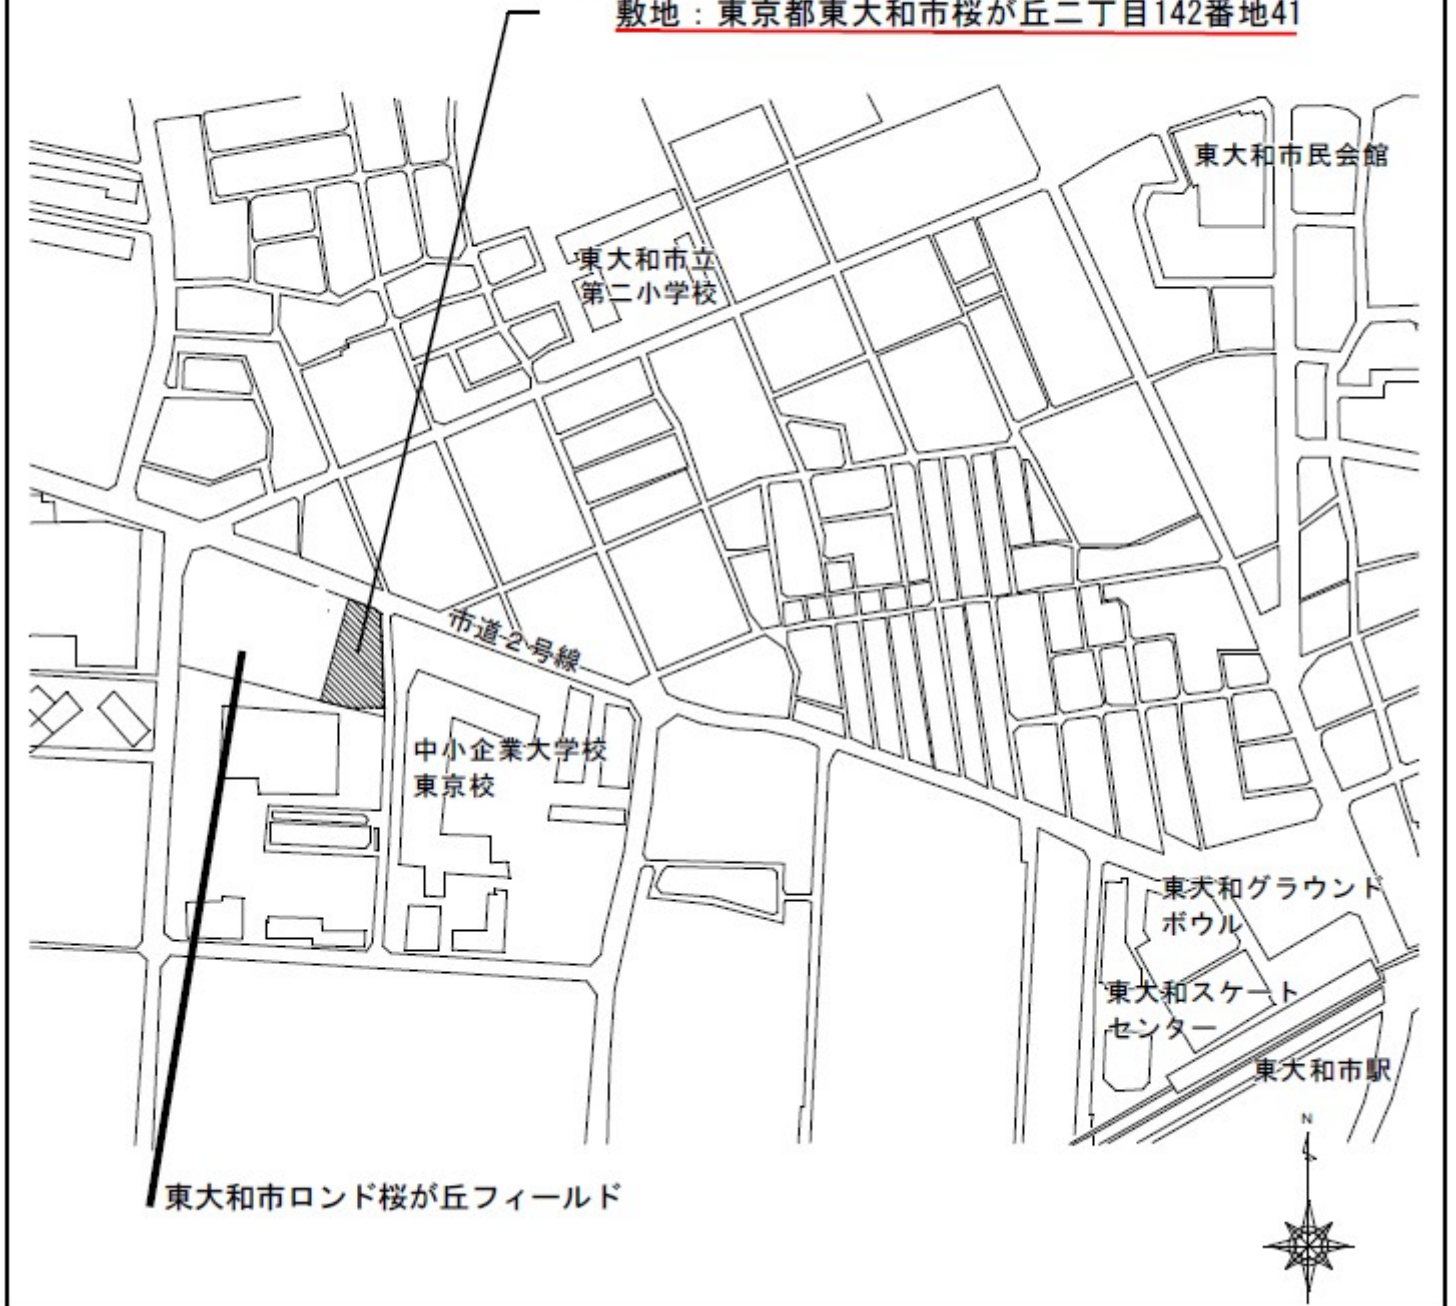 敷地：東京都東大和市桜が丘二丁目142番地41
東大和市民会館
東大和市立
第二小学校
市道2号線
中小企業大学校
東京校
東大和グラウンド
ボウル
東大和スケート
センター
東大和市駅
N
東大和市ロンド桜が丘フィールド